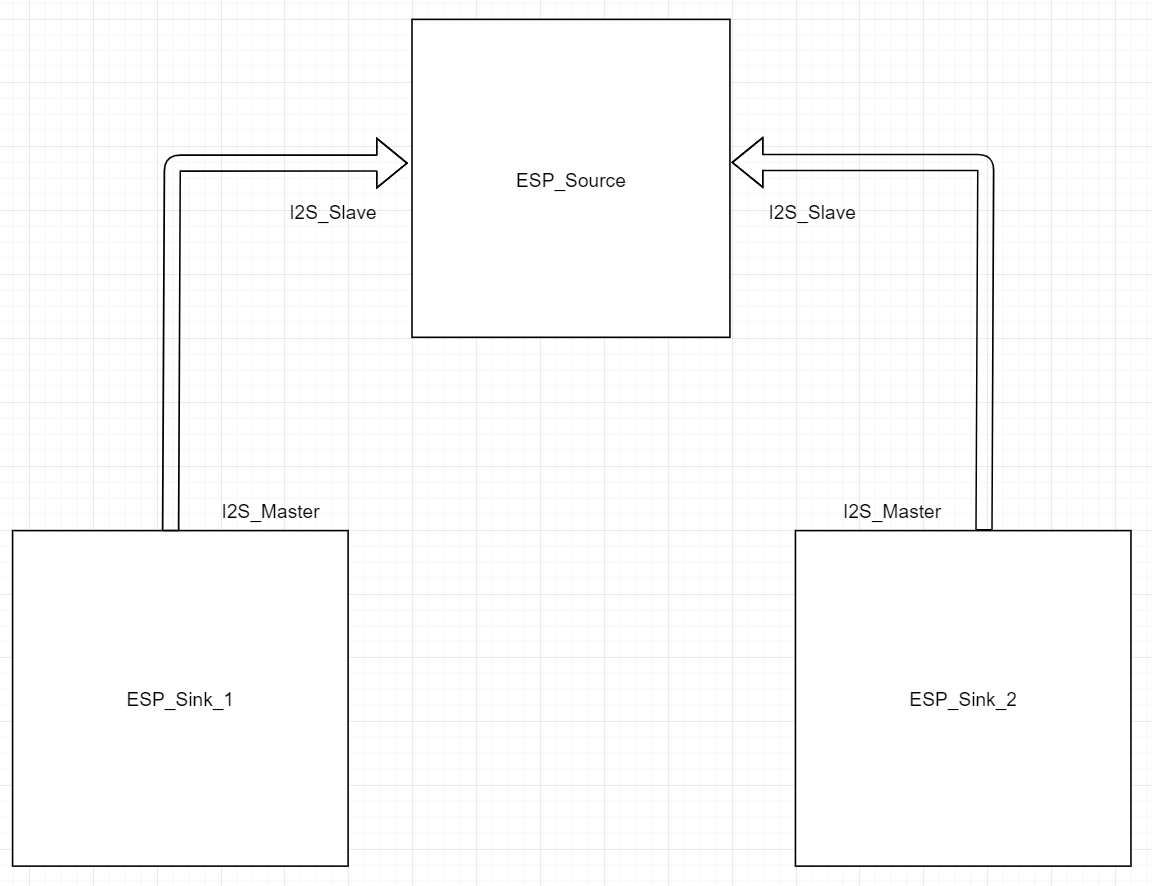 ESP_Source
I2S_Slave
I2S_Slave
I2S_Master
I2S_Master
ESP_Sink_1
ESP_Sink_2